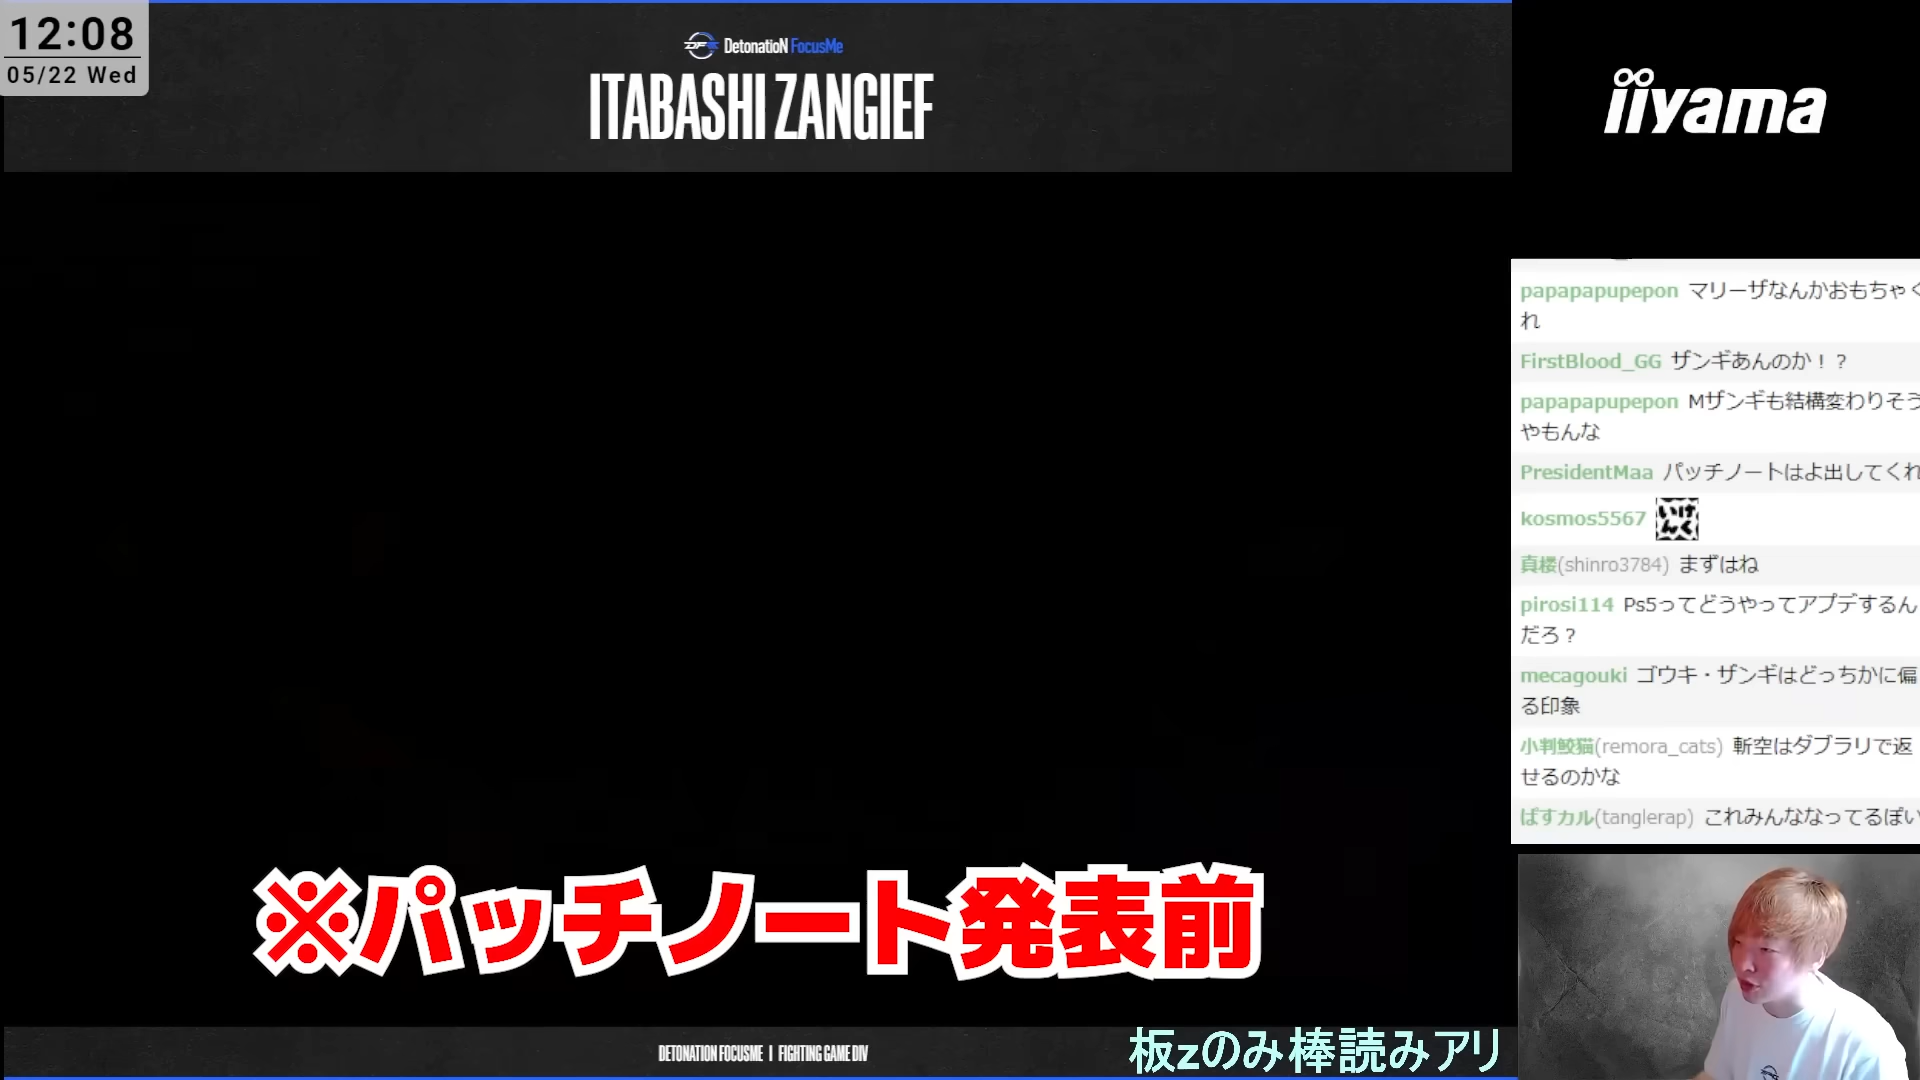 12:08
05/22 Wed
DetonatioN FocusMe
ITABASHI ZANGIEF
iiyama
papapapupepon マリーザなんかおもちゃく
れ
FirstBlood_GG ザンギあんのか！？
papapapupepon Mザンギも結構変わりそう
やもんな
PresidentMaa パッチノートはよ出してくれ
kosmos5567 いけんく
真楼(shinro3784) まずはね
pirosi114 Ps5ってどうやってアプデするん
だろ？
mecagouki ゴウキ・ザンギはどっちかに偏
る印象
小判鮫猫(remora_cats) 斬空はダブラリで返
せるのかな
ぱすカル(tanglerap) これみんななってるぽい
※パッチノート発表前
DETONATION FOCUSME | FIGHTING GAME DIV
板zのみ棒読みアリ